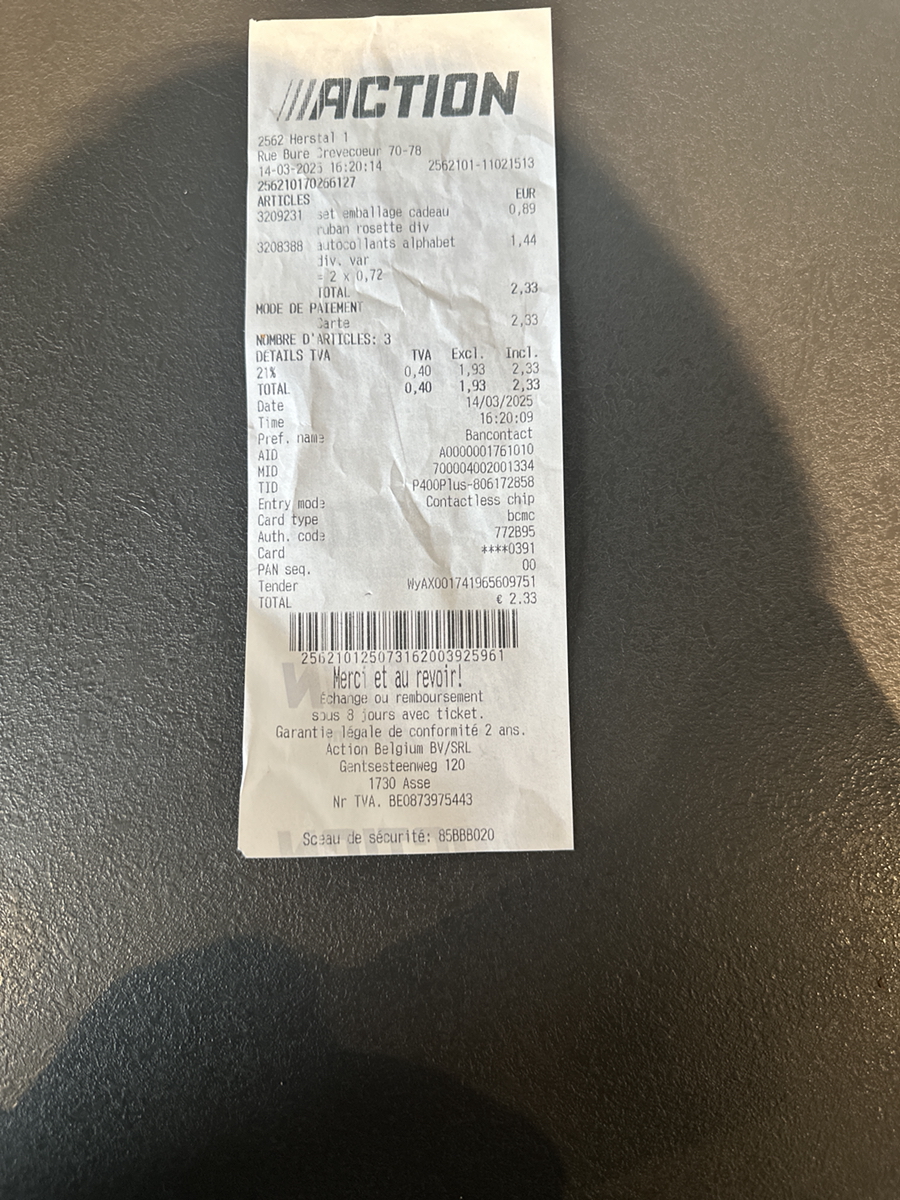 ACTION
2562 Herstal 1
Rue Bure Crevecoeur 70-78
14-03-2025 16:20:14 2562101-11021513
256210170266127
ARTICLES EUR
3209231 set emballage cadeau 0,89
ruban rosette div
3208388 autocollants alphabet 1,44
div. var
= 2 x 0,72
TOTAL 2,33
MODE DE PAIEMENT
Carte 2,33
NOMBRE D'ARTICLES: 3
DETAILS TVA TVA Excl. Incl.
21% 0,40 1,93 2,33
TOTAL 0,40 1,93 2,33
Date 14/03/2025
Time 16:20:09
Pref. name Bancontact
AID A0000001761010
MID 700004002001334
TID P400Plus-806172858
Entry mode Contactless chip
Card type bcmc
Auth. code 772B95
Card ****0391
PAN seq. 00
Tender WyAX001741965609751
TOTAL € 2.33
256210125073162003925961
Merci et au revoir!
Échange ou remboursement
sous 8 jours avec ticket.
Garantie légale de conformité 2 ans.
Action Belgium BV/SRL
Gentsesteenweg 120
1730 Asse
Nr TVA. BE0873975443
Sceau de sécurité: 85BBB020